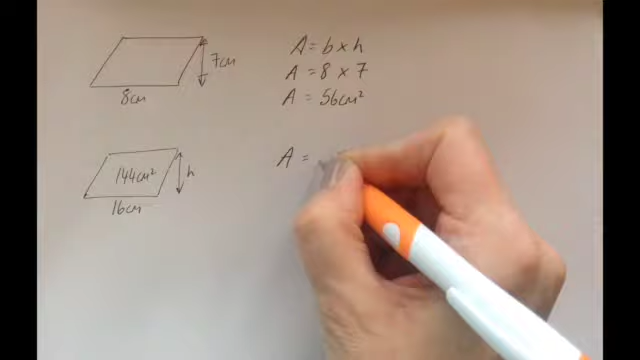 7cm
8cm
A = b x h
A = 8 x 7
A = 56cm²
144cm²
h
16cm
A =